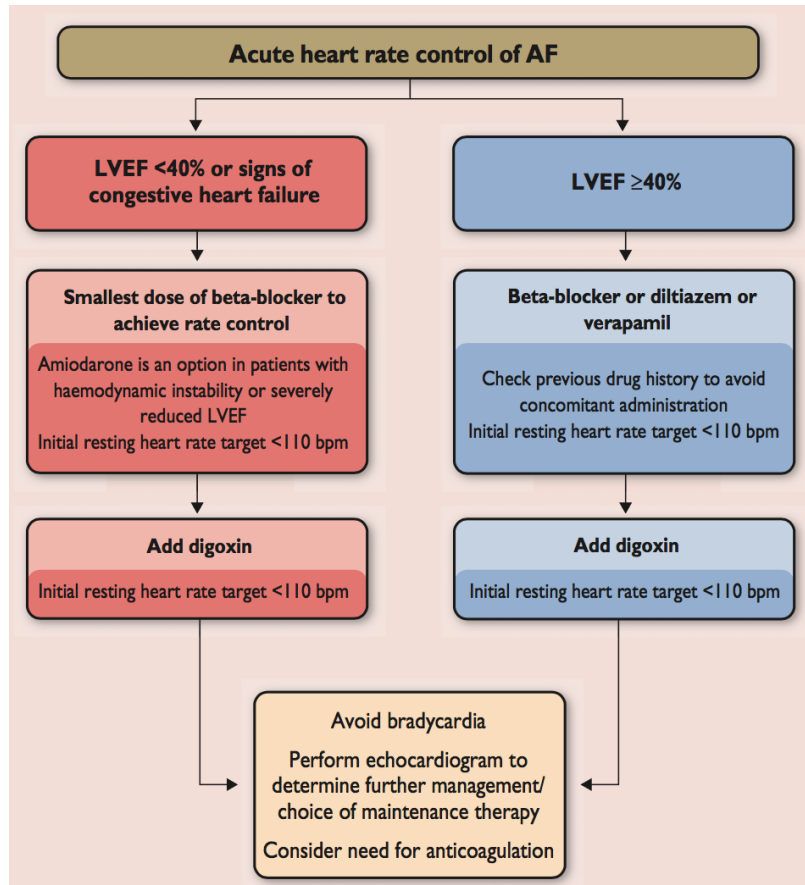 Acute heart rate control of AF
LVEF <40% or signs of
congestive heart failure
LVEF ≥40%
Smallest dose of beta-blocker to
achieve rate control
Amiodarone is an option in patients with
haemodynamic instability or severely
reduced LVEF
Initial resting heart rate target <110 bpm
Beta-blocker or diltiazem or
verapamil
Check previous drug history to avoid
concomitant administration
Initial resting heart rate target <110 bpm
Add digoxin
Initial resting heart rate target <110 bpm
Add digoxin
Initial resting heart rate target <110 bpm
Avoid bradycardia
Perform echocardiogram to
determine further management/
choice of maintenance therapy
Consider need for anticoagulation